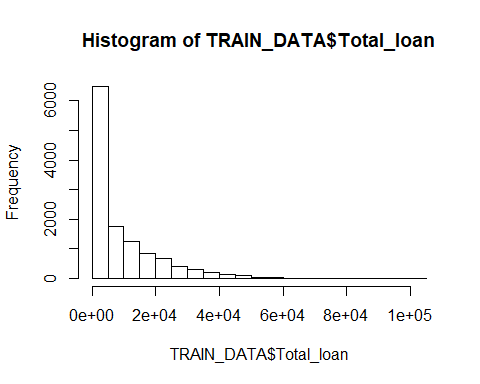 Histogram of TRAIN_DATA$Total_loan
Frequency
6000
4000
2000
0
0e+00 2e+04 4e+04 6e+04 8e+04 1e+05
TRAIN_DATA$Total_loan